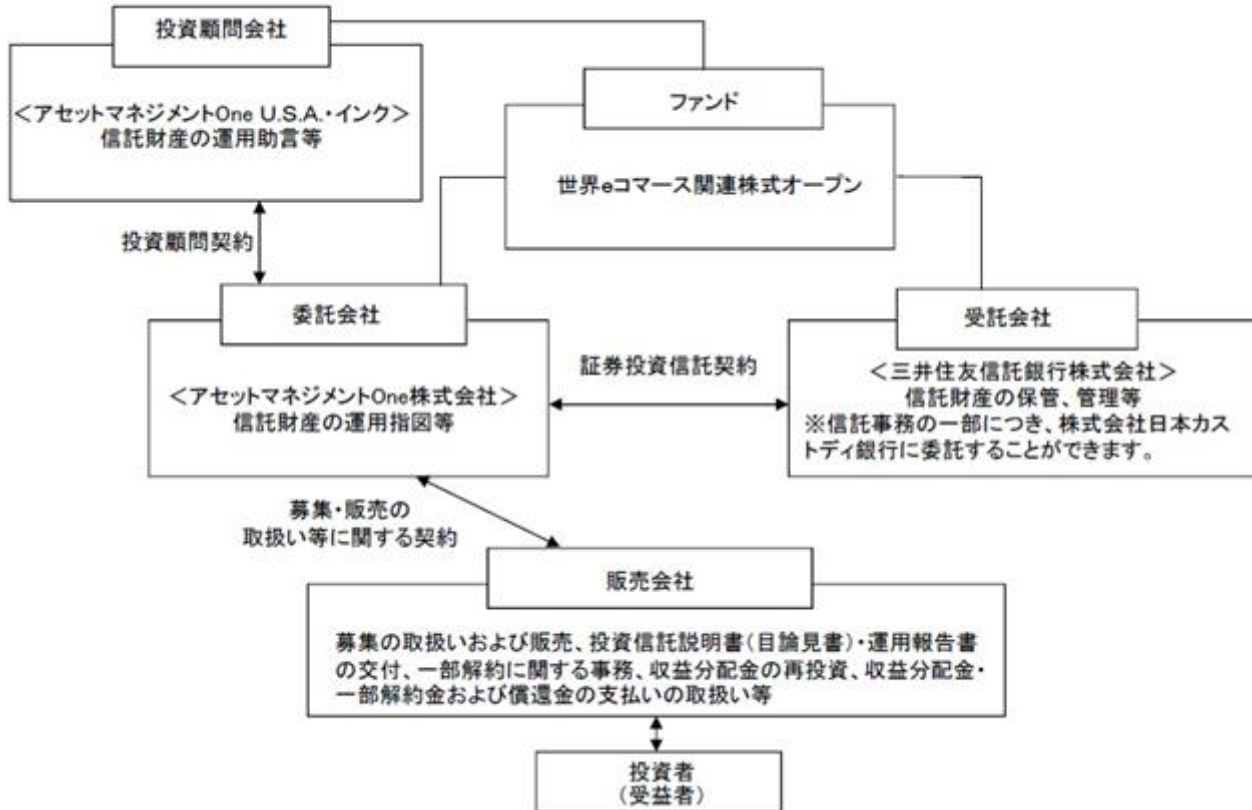 投資顧問会社
<アセットマネジメントOne U.S.A.・インク>
信託財産の運用助言等
ファンド
世界eコマース関連株式オープン
投資顧問契約
委託会社
<アセットマネジメントOne株式会社>
信託財産の運用指図等
証券投資信託契約
受託会社
<三井住友信託銀行株式会社>
信託財産の保管、管理等
※信託事務の一部につき、株式会社日本カス
トディ銀行に委託することができます。
募集・販売の
取扱い等に関する契約
販売会社
募集の取扱いおよび販売、投資信託説明書(目論見書)・運用報告書
の交付、一部解約に関する事務、収益分配金の再投資、収益分配金・
一部解約金および償還金の支払いの取扱い等
投資者
(受益者)